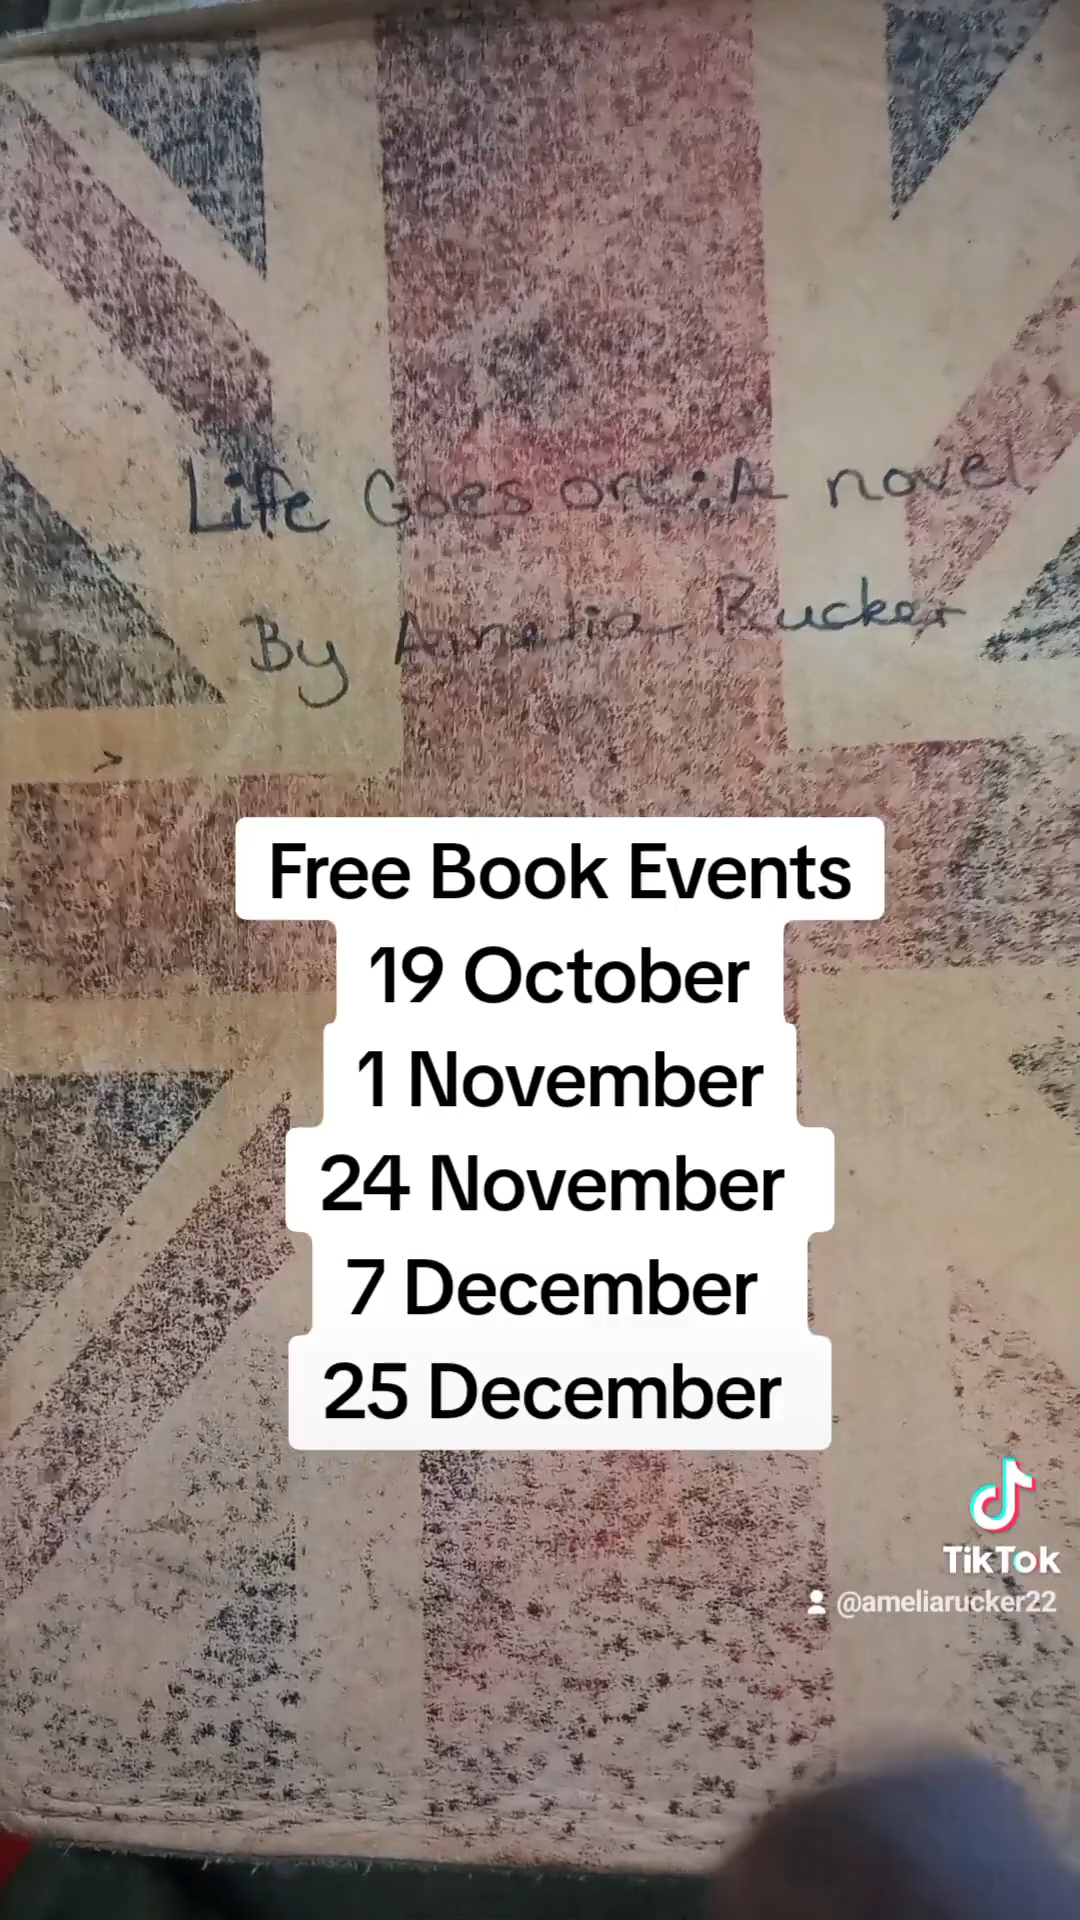 Life Goes on: A novel
By Amelia Rucker
Free Book Events
19 October
1 November
24 November
7 December
25 December
TikTok
@ameliarucker22